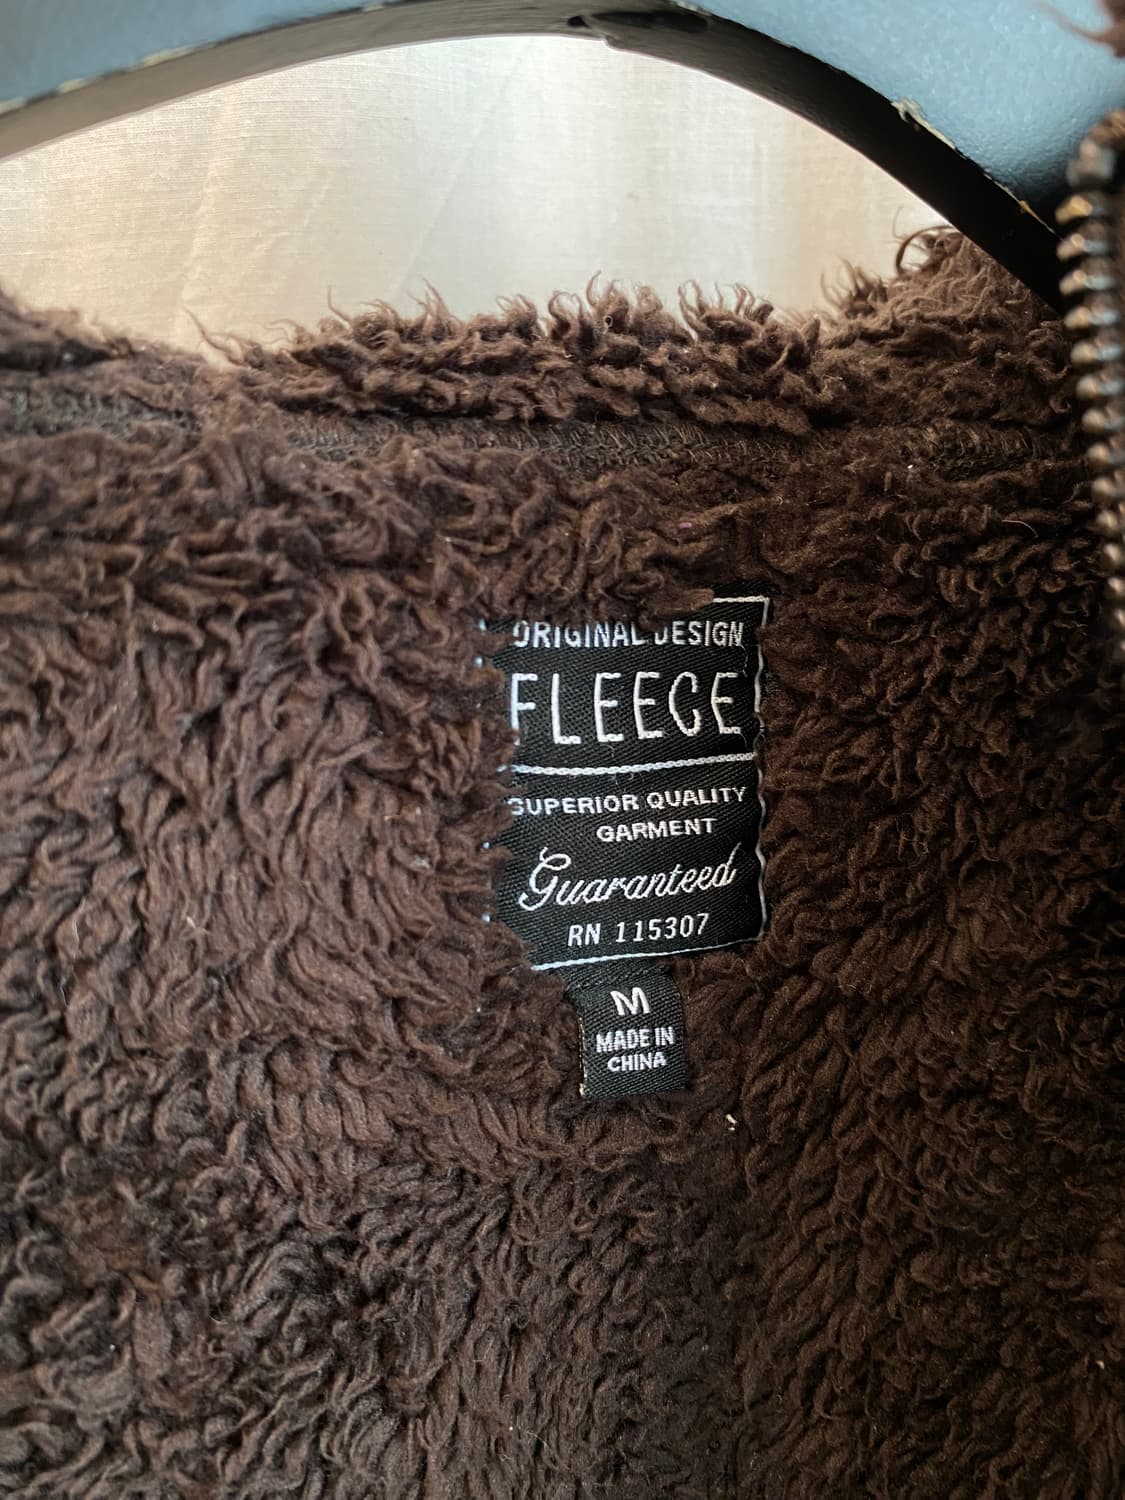 ORIGINAL DESIGN
FLEECE
SUPERIOR QUALITY
GARMENT
Guaranteed
RN 115307
M
MADE IN
CHINA